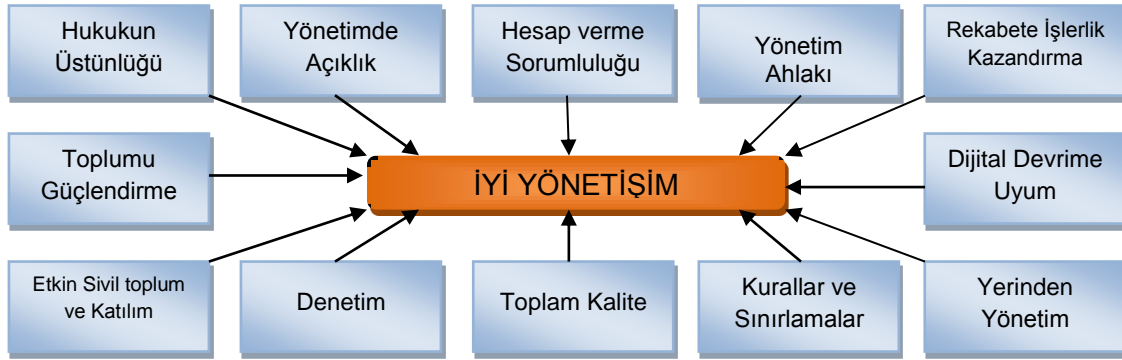 Hukukun
Üstünlüğü
Yönetimde
Açıklık
Hesap verme
Sorumluluğu
Yönetim
Ahlakı
Rekabete İşlerlik
Kazandırma
Toplumu
Güçlendirme
İYİ YÖNETİŞİM
Dijital Devrime
Uyum
Etkin Sivil toplum
ve Katılım
Denetim
Toplam Kalite
Kurallar ve
Sınırlamalar
Yerinden
Yönetim